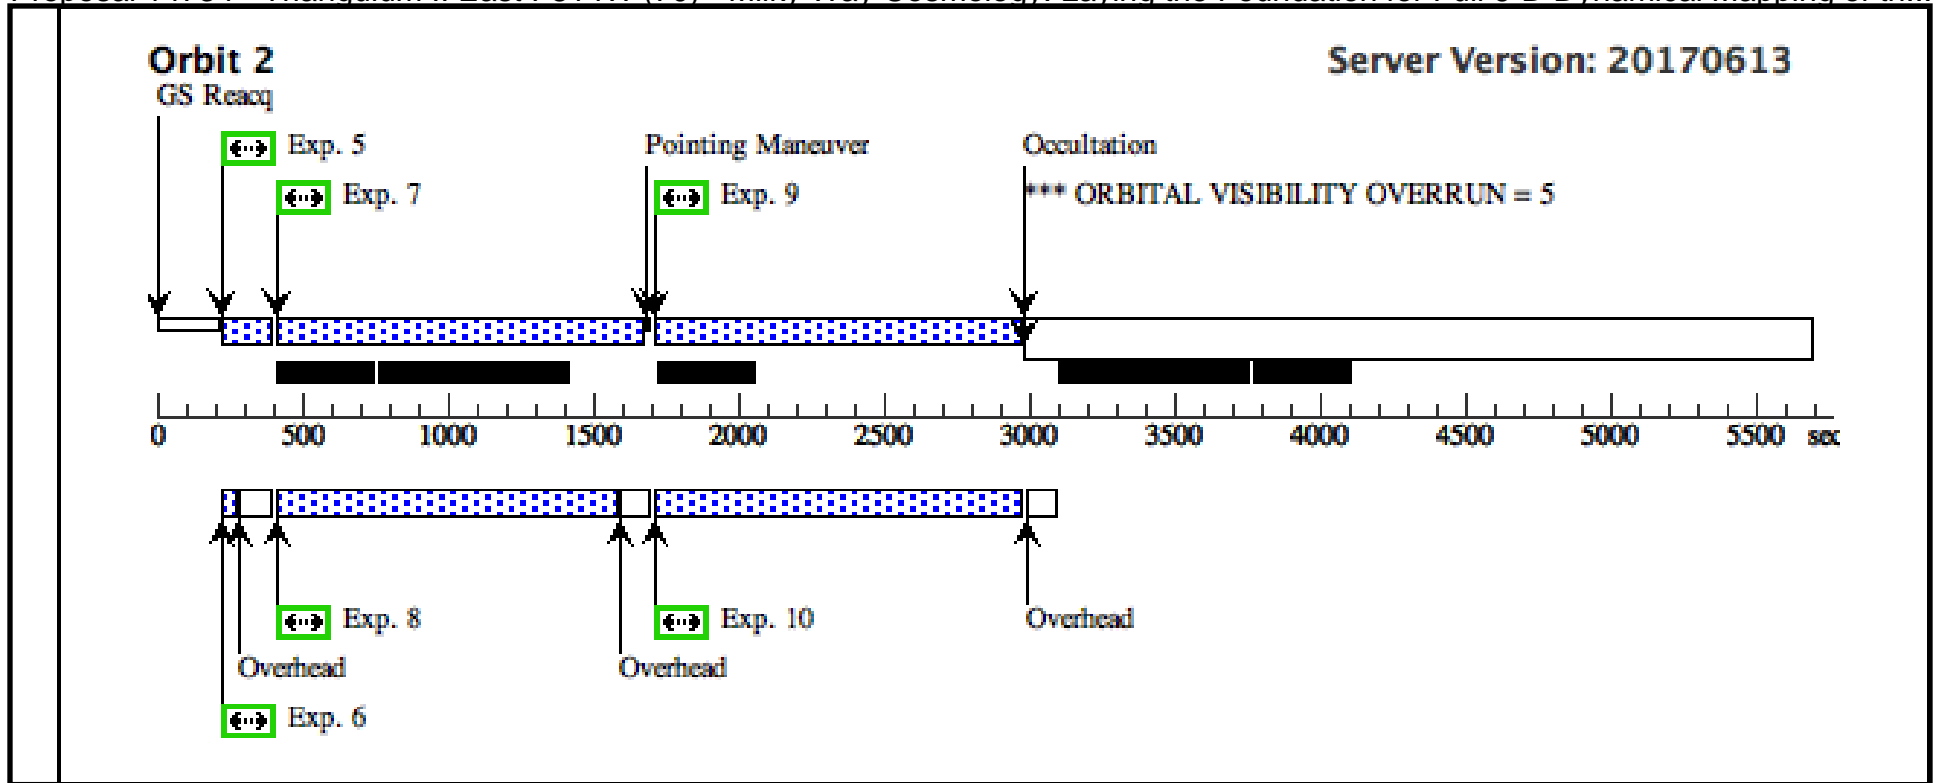 Orbit 2
Server Version: 20170613
GS Reacq
Exp. 5
Pointing Maneuver
Occultation
Exp. 7
Exp. 9
*** ORBITAL VISIBILITY OVERRUN = 5
0 500 1000 1500 2000 2500 3000 3500 4000 4500 5000 5500 sec
Exp. 8
Exp. 10
Overhead
Overhead
Overhead
Exp. 6